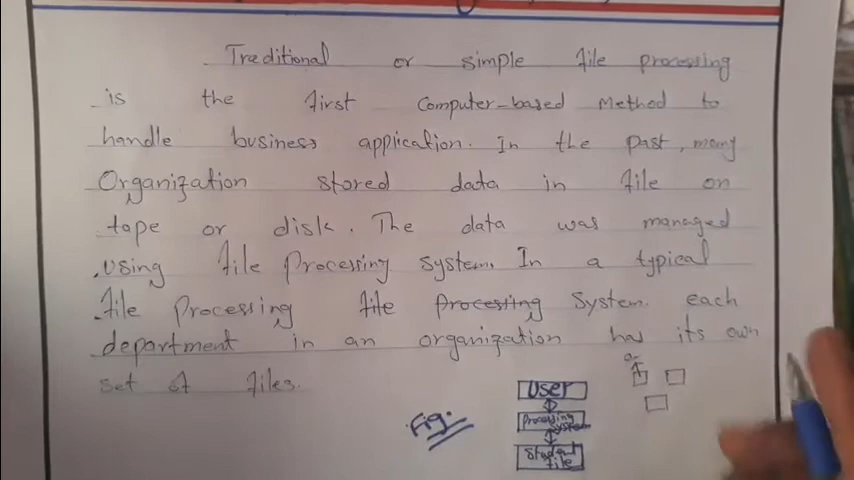 Traditional or simple file processing
is the first Computer-based Method to
handle business application. In the past, many
Organization stored data in file on
tape or disk. The data was managed
using file processing system. In a typical
file processing file processing system. each
department in an organization has its own
set of files.
Fig.
User
Processing
System
Student
file